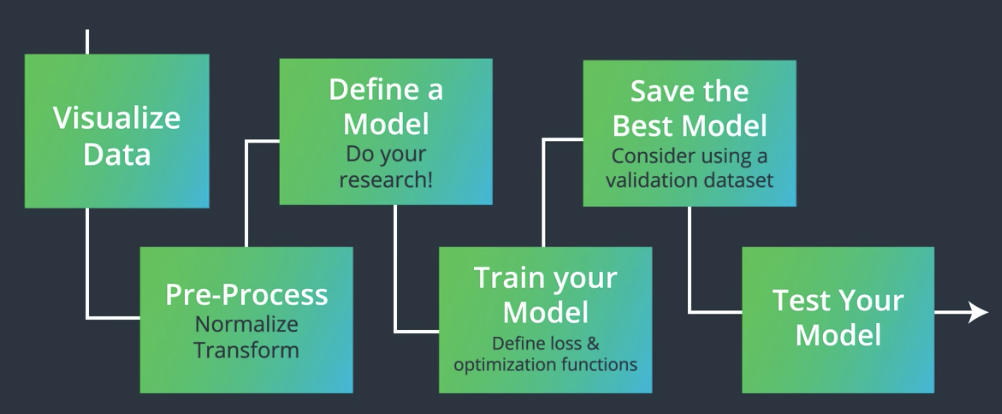 Visualize
Data
Pre-Process
Normalize
Transform
Define a
Model
Do your
research!
Train your
Model
Define loss &
optimization functions
Save the
Best Model
Consider using a
validation dataset
Test Your
Model